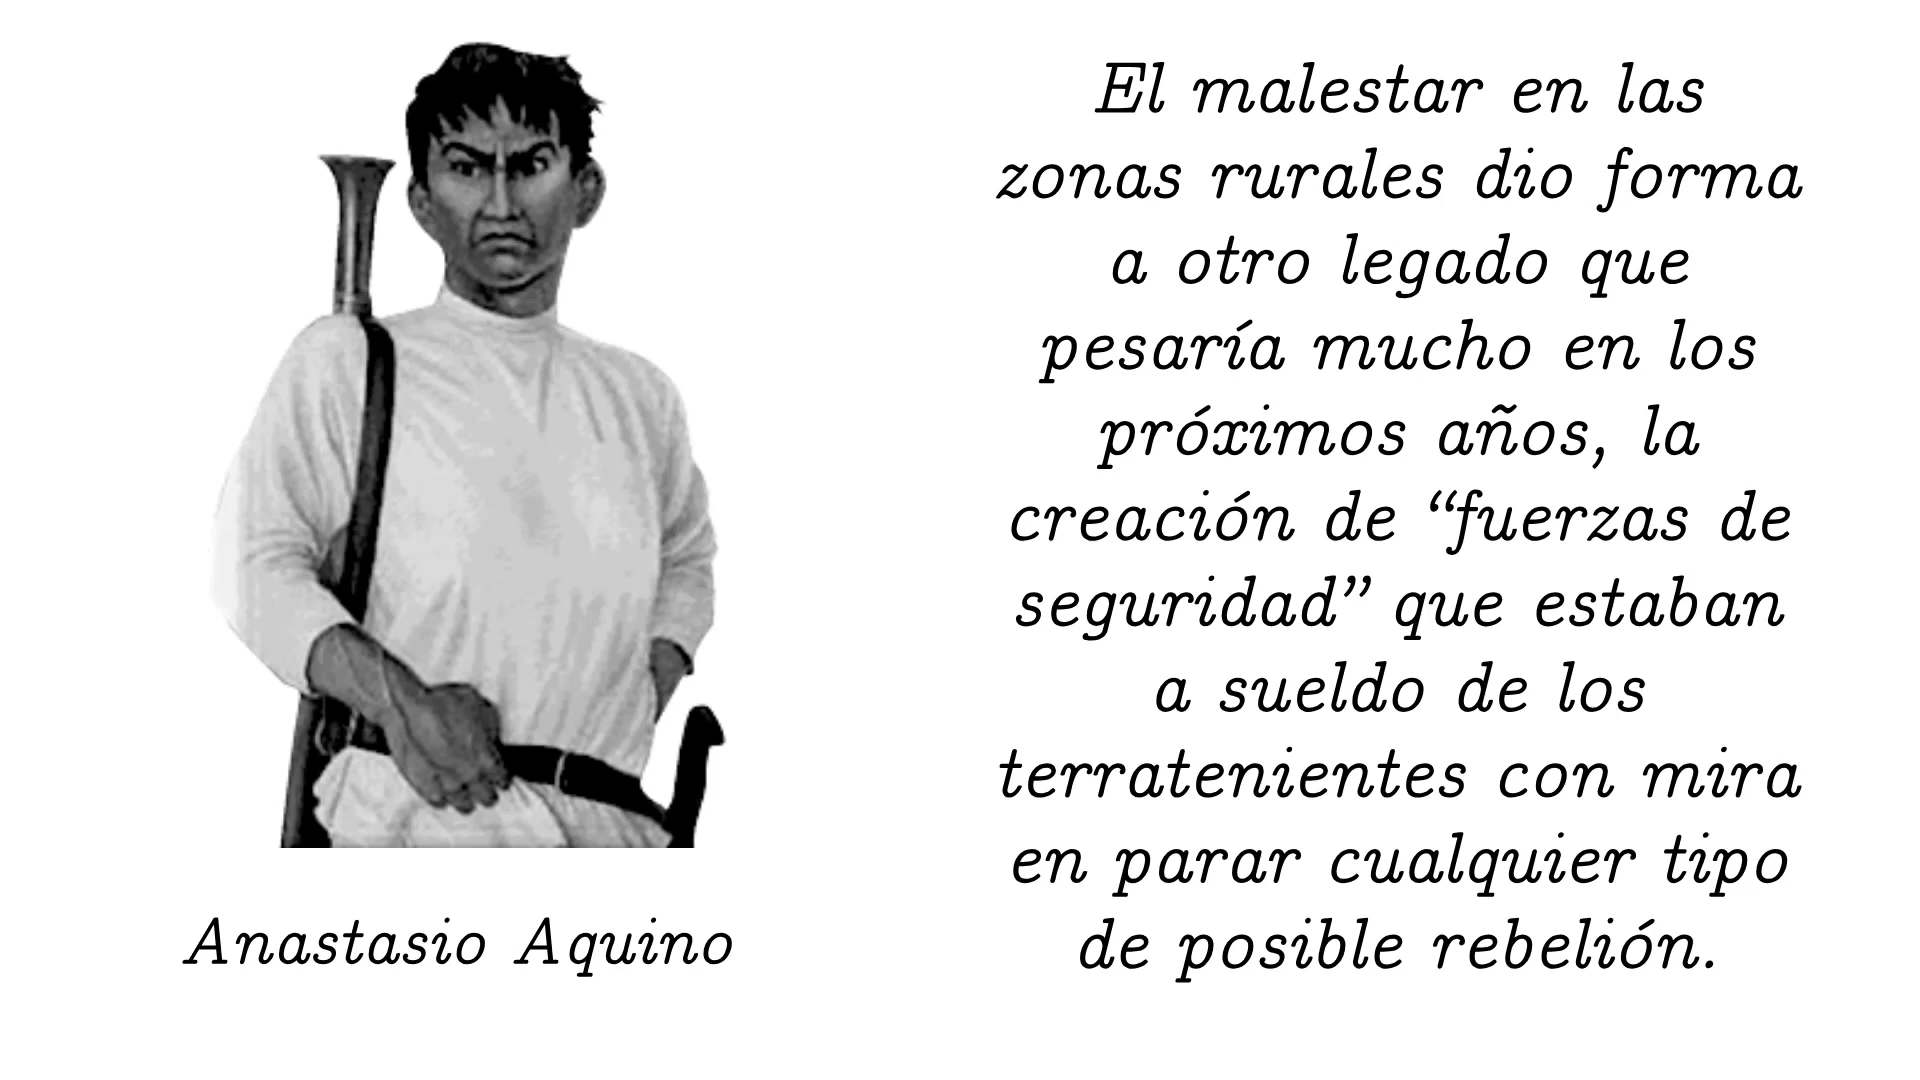 El malestar en las
zonas rurales dio forma
a otro legado que
pesaría mucho en los
próximos años, la
creación de “fuerzas de
seguridad” que estaban
a sueldo de los
terratenientes con mira
en parar cualquier tipo
de posible rebelión.
Anastasio Aquino